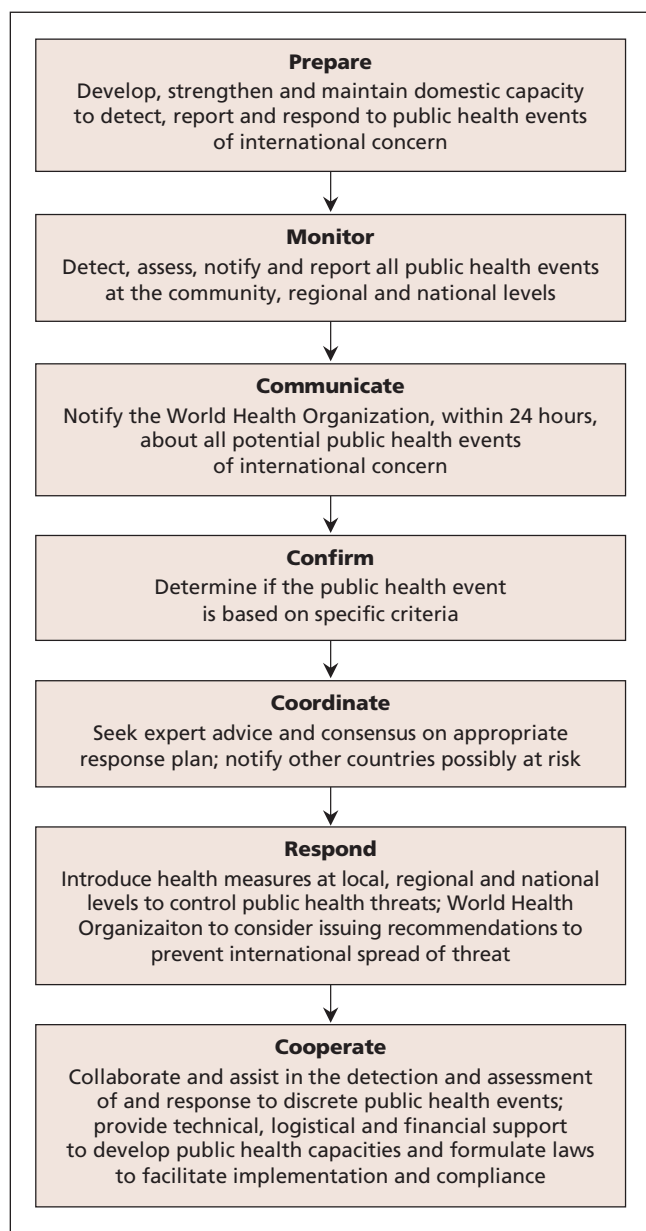 Prepare
Develop, strengthen and maintain domestic capacity
to detect, report and respond to public health events
of international concern
Monitor
Detect, assess, notify and report all public health events
at the community, regional and national levels
Communicate
Notify the World Health Organization, within 24 hours,
about all potential public health events
of international concern
Confirm
Determine if the public health event
is based on specific criteria
Coordinate
Seek expert advice and consensus on appropriate
response plan; notify other countries possibly at risk
Respond
Introduce health measures at local, regional and national
levels to control public health threats; World Health
Organizaiton to consider issuing recommendations to
prevent international spread of threat
Cooperate
Collaborate and assist in the detection and assessment
of and response to discrete public health events;
provide technical, logistical and financial support
to develop public health capacities and formulate laws
to facilitate implementation and compliance